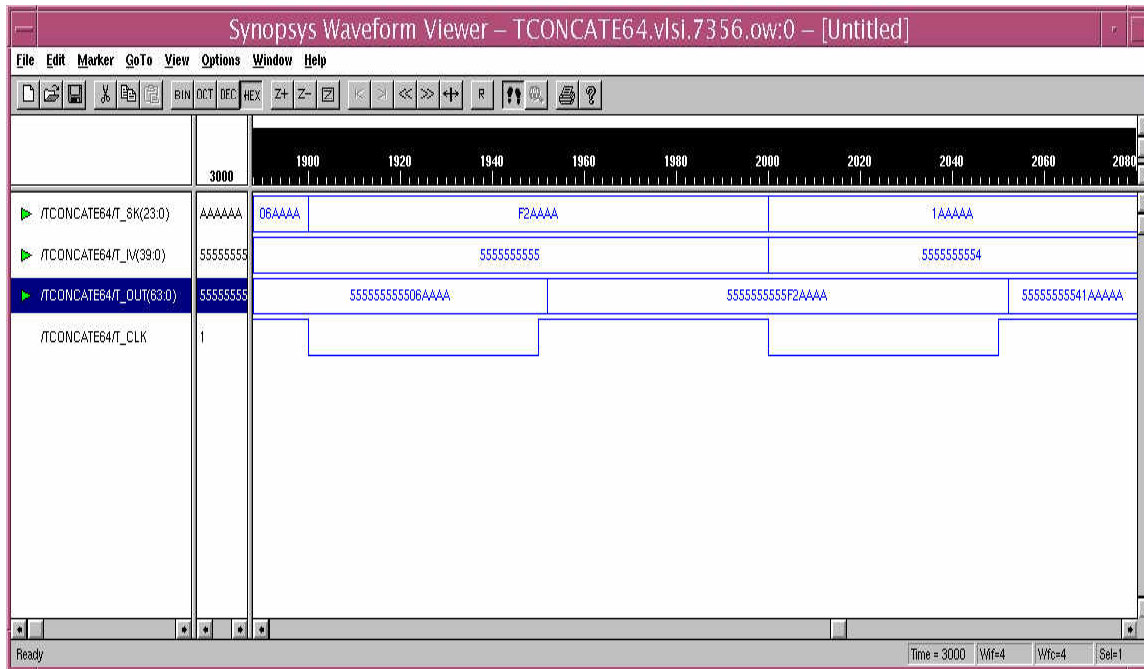 Synopsys Waveform Viewer – TCONCATE64.vlsi.7356.ow:0 – [Untitled]
File Edit Marker GoTo View Options Window Help
BIN OCT DEC HEX Z+ Z- Z R
3000 1900 1920 1940 1960 1980 2000 2020 2040 2060 2080
/TCONCATE64/T_SK(23:0) AAAAAA 06AAAA F2AAAA 1AAAAA
/TCONCATE64/T_IV(39:0) 55555555 5555555555 5555555554
/TCONCATE64/T_OUT(63:0) 55555555 555555555506AAAA 5555555555F2AAAA 55555555541AAAAA
/TCONCATE64/T_CLK 1
Ready Time = 3000 Wif=4 Wfc=4 Sel=1